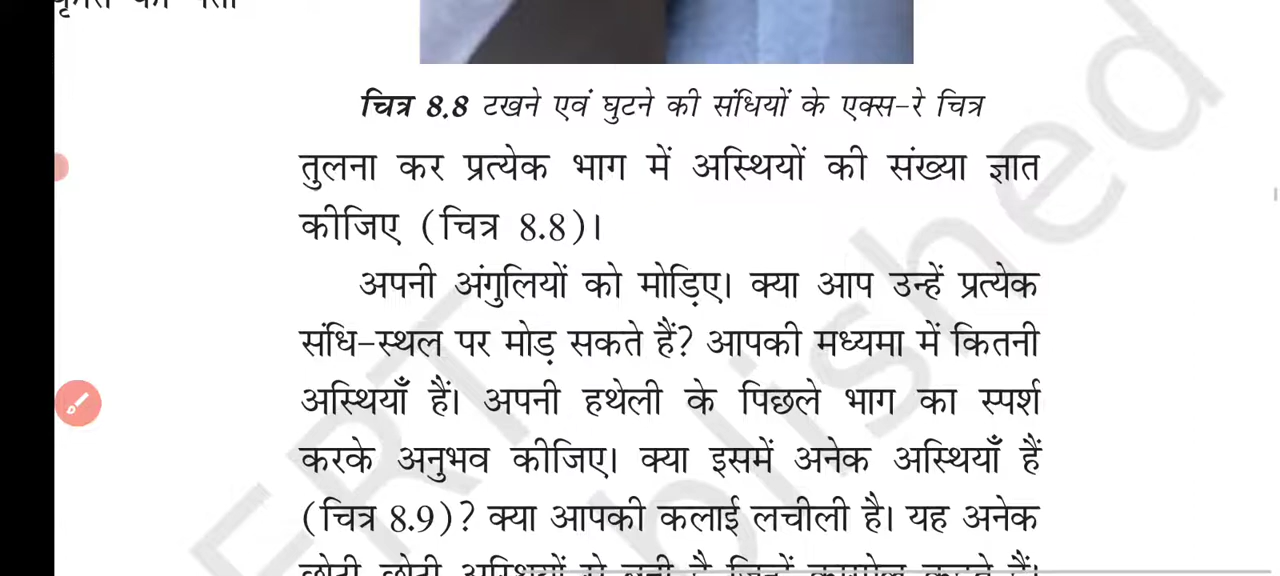 चित्र 8.8 टखने एवं घुटने की संधियों के एक्स-रे चित्र
तुलना कर प्रत्येक भाग में अस्थियों की संख्या ज्ञात
कीजिए (चित्र 8.8)।
अपनी अंगुलियों को मोड़िए। क्या आप उन्हें प्रत्येक
संधि-स्थल पर मोड़ सकते हैं? आपकी मध्यमा में कितनी
अस्थियाँ हैं। अपनी हथेली के पिछले भाग का स्पर्श
करके अनुभव कीजिए। क्या इसमें अनेक अस्थियाँ हैं
(चित्र 8.9)? क्या आपकी कलाई लचीली है। यह अनेक